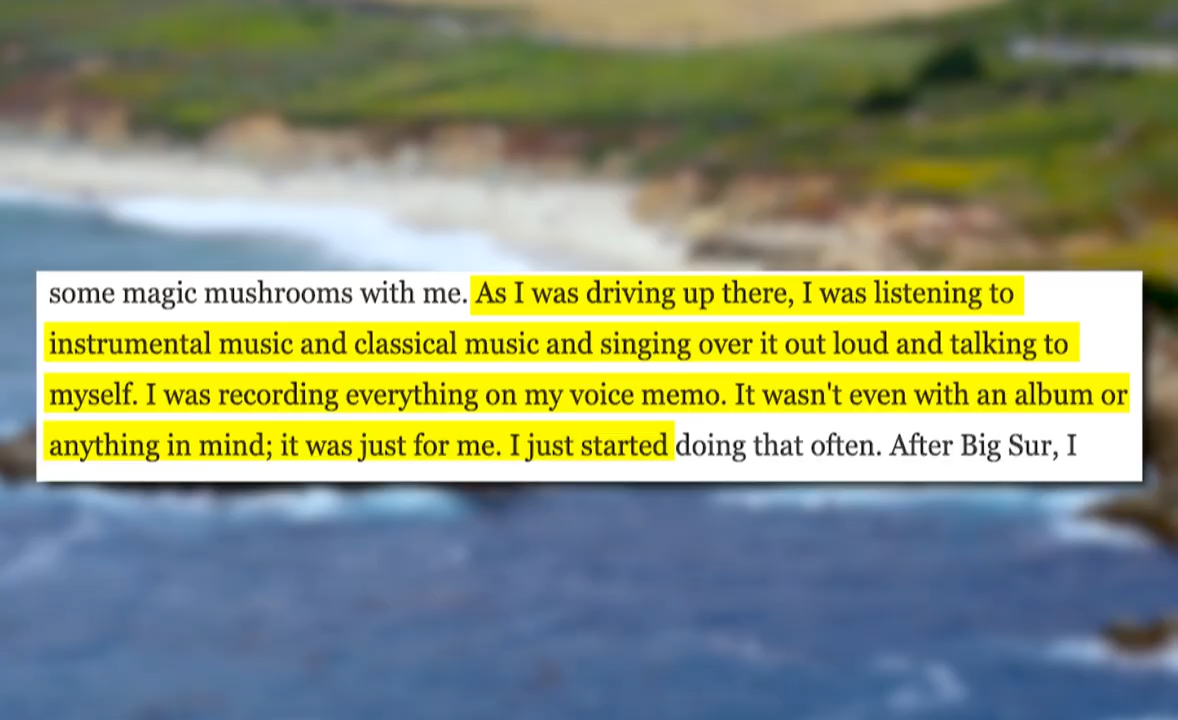 some magic mushrooms with me. As I was driving up there, I was listening to
instrumental music and classical music and singing over it out loud and talking to
myself. I was recording everything on my voice memo. It wasn't even with an album or
anything in mind; it was just for me. I just started doing that often. After Big Sur, I